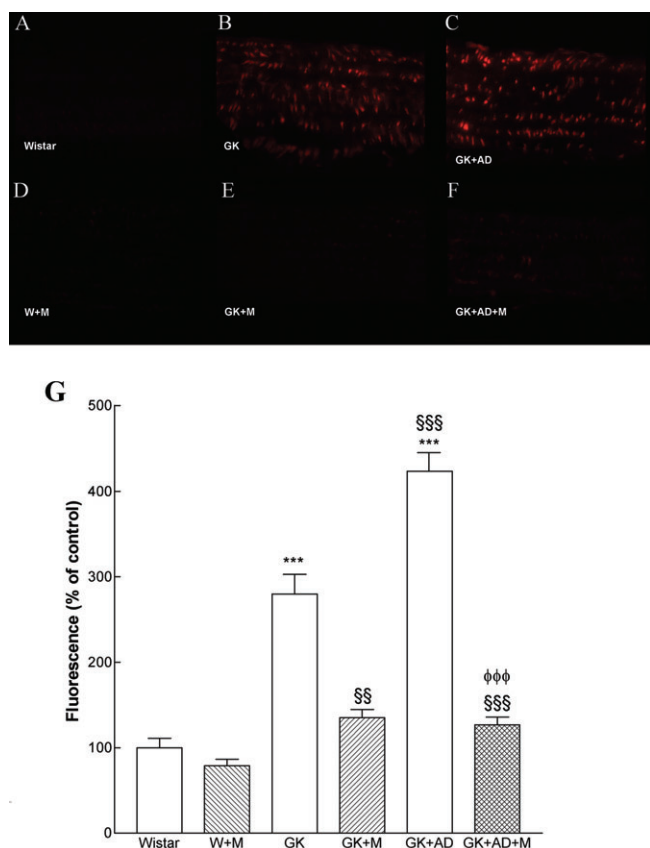 A
B
C
Wistar
GK
GK+AD
D
E
F
W+M
GK+M
GK+AD+M
G
Fluorescence (% of control)
500
400
300
200
100
0
***
§§
§§§
***
ϕϕϕ
§§§
Wistar W+M GK GK+M GK+AD GK+AD+M